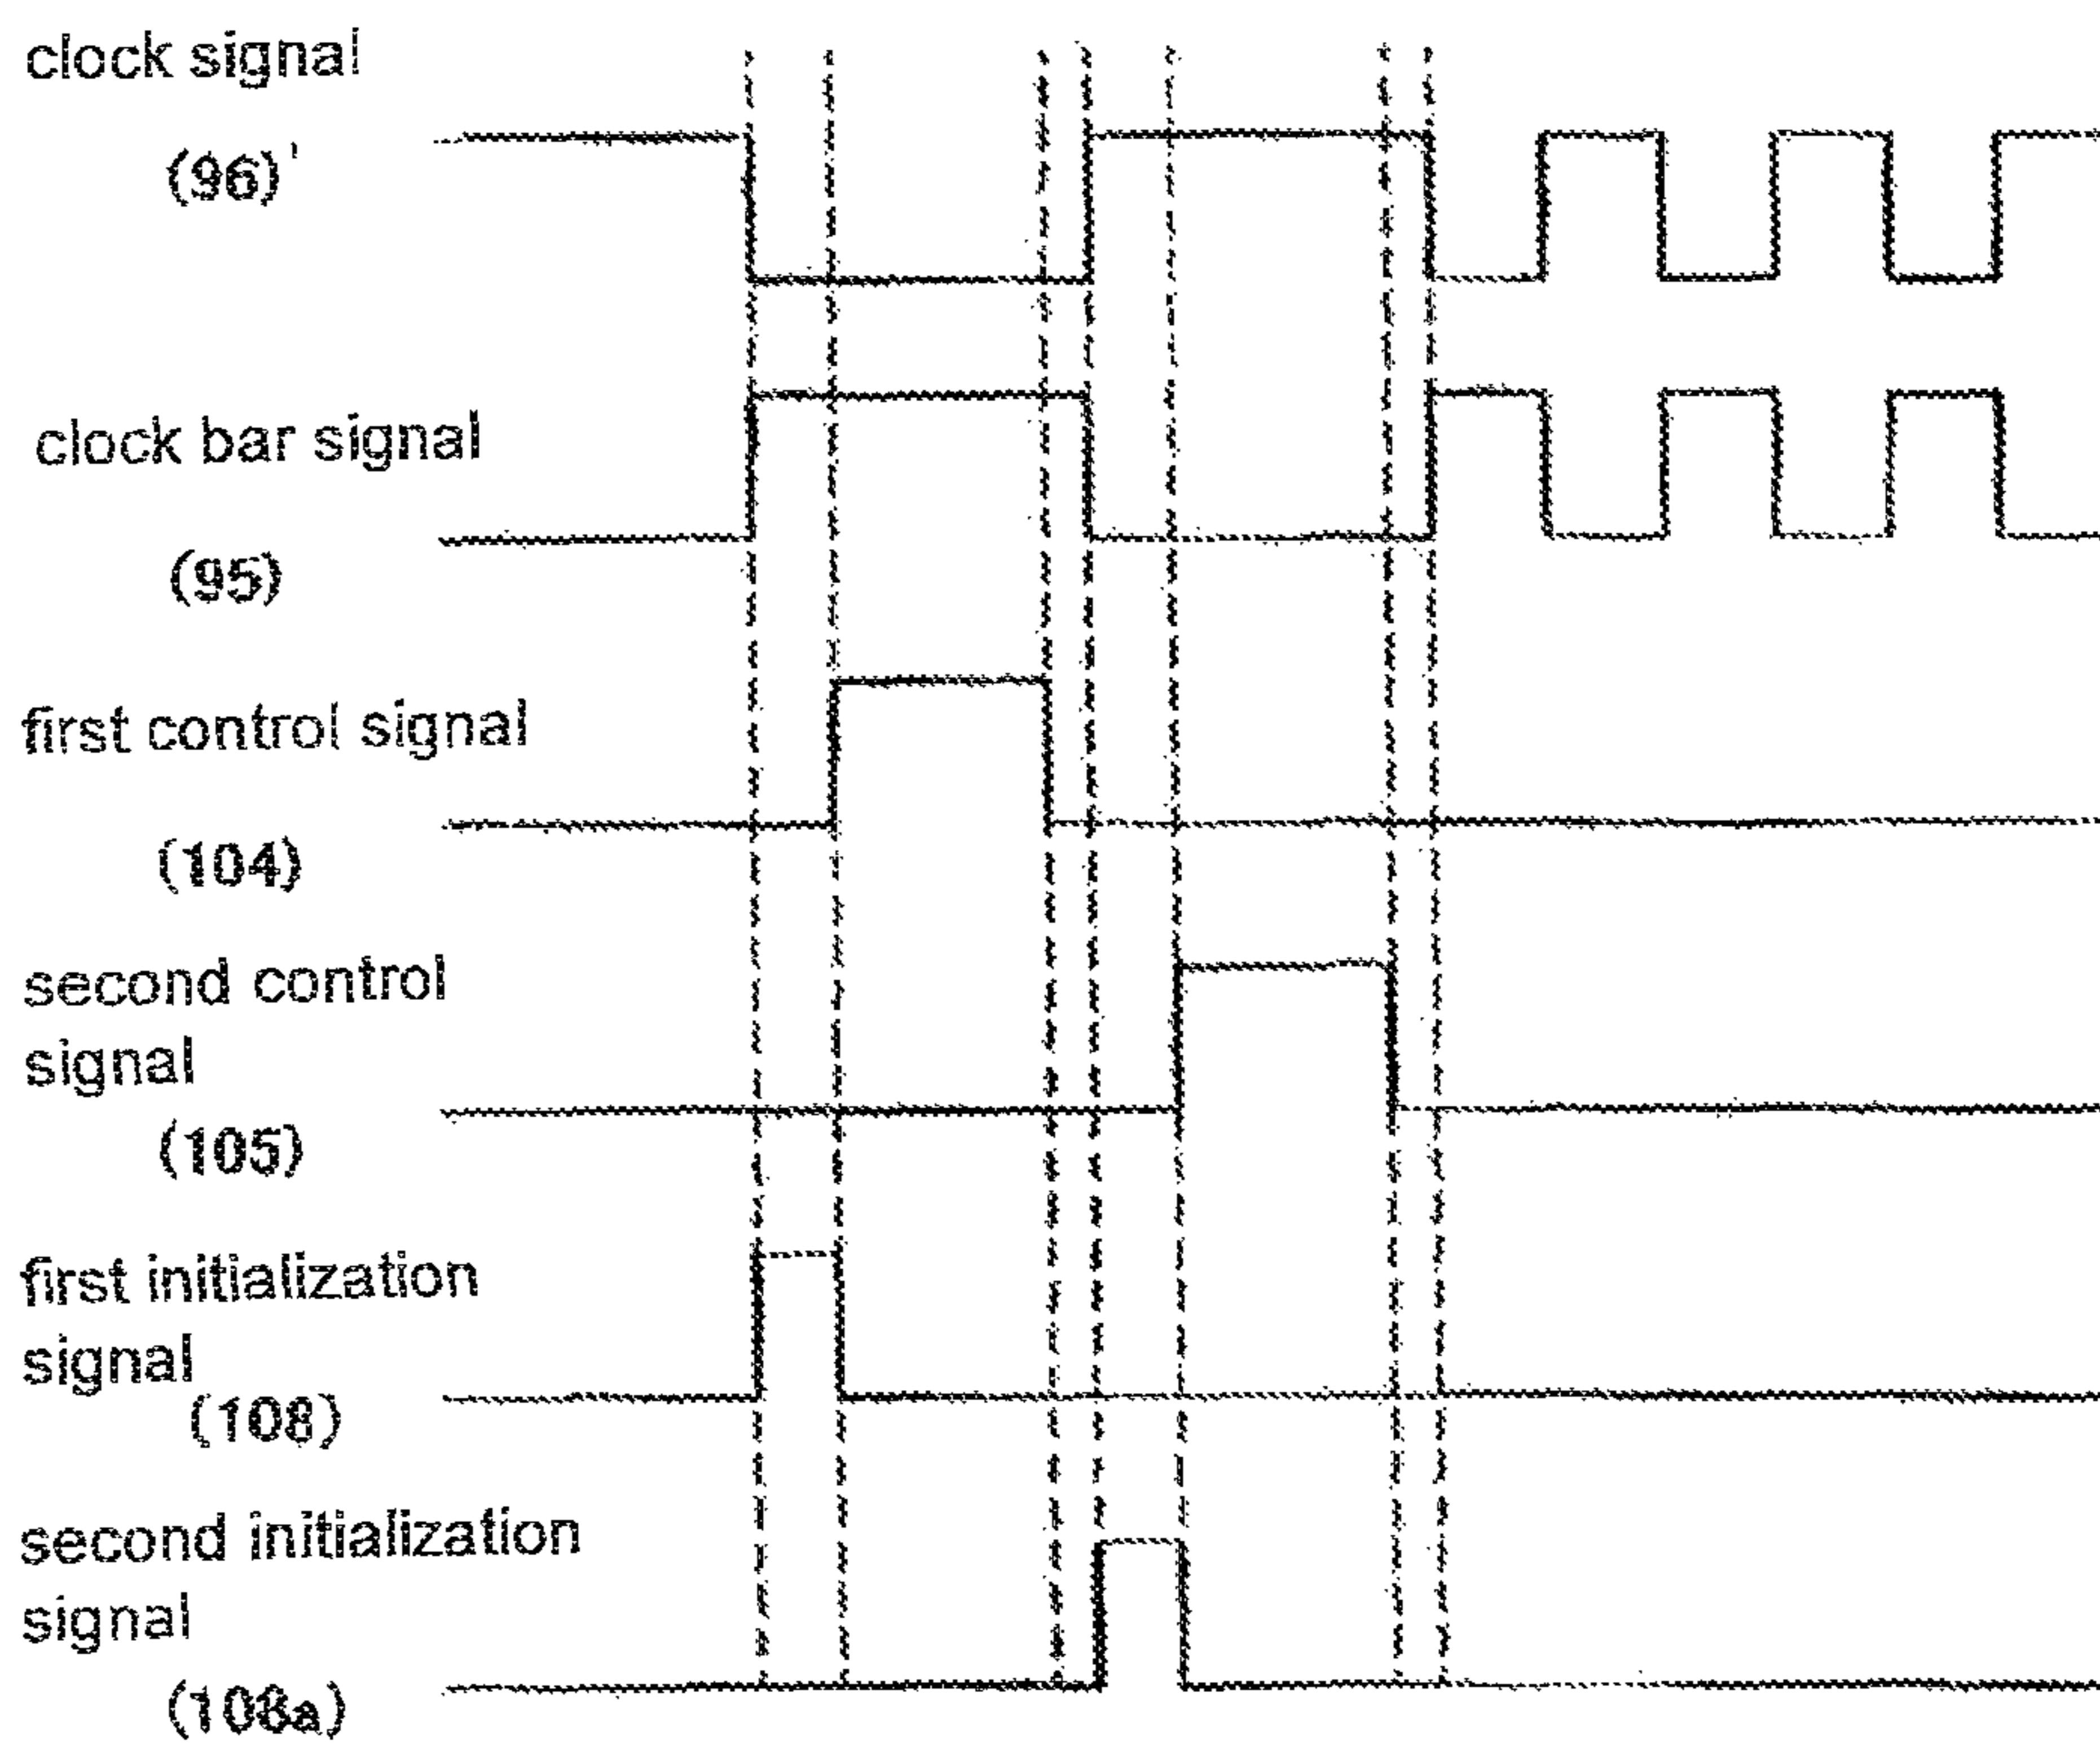 clock signal
(96)
clock bar signal
(95)
first control signal
(104)
second control
signal
(105)
first initialization
signal
(108)
second initialization
signal
(108a)